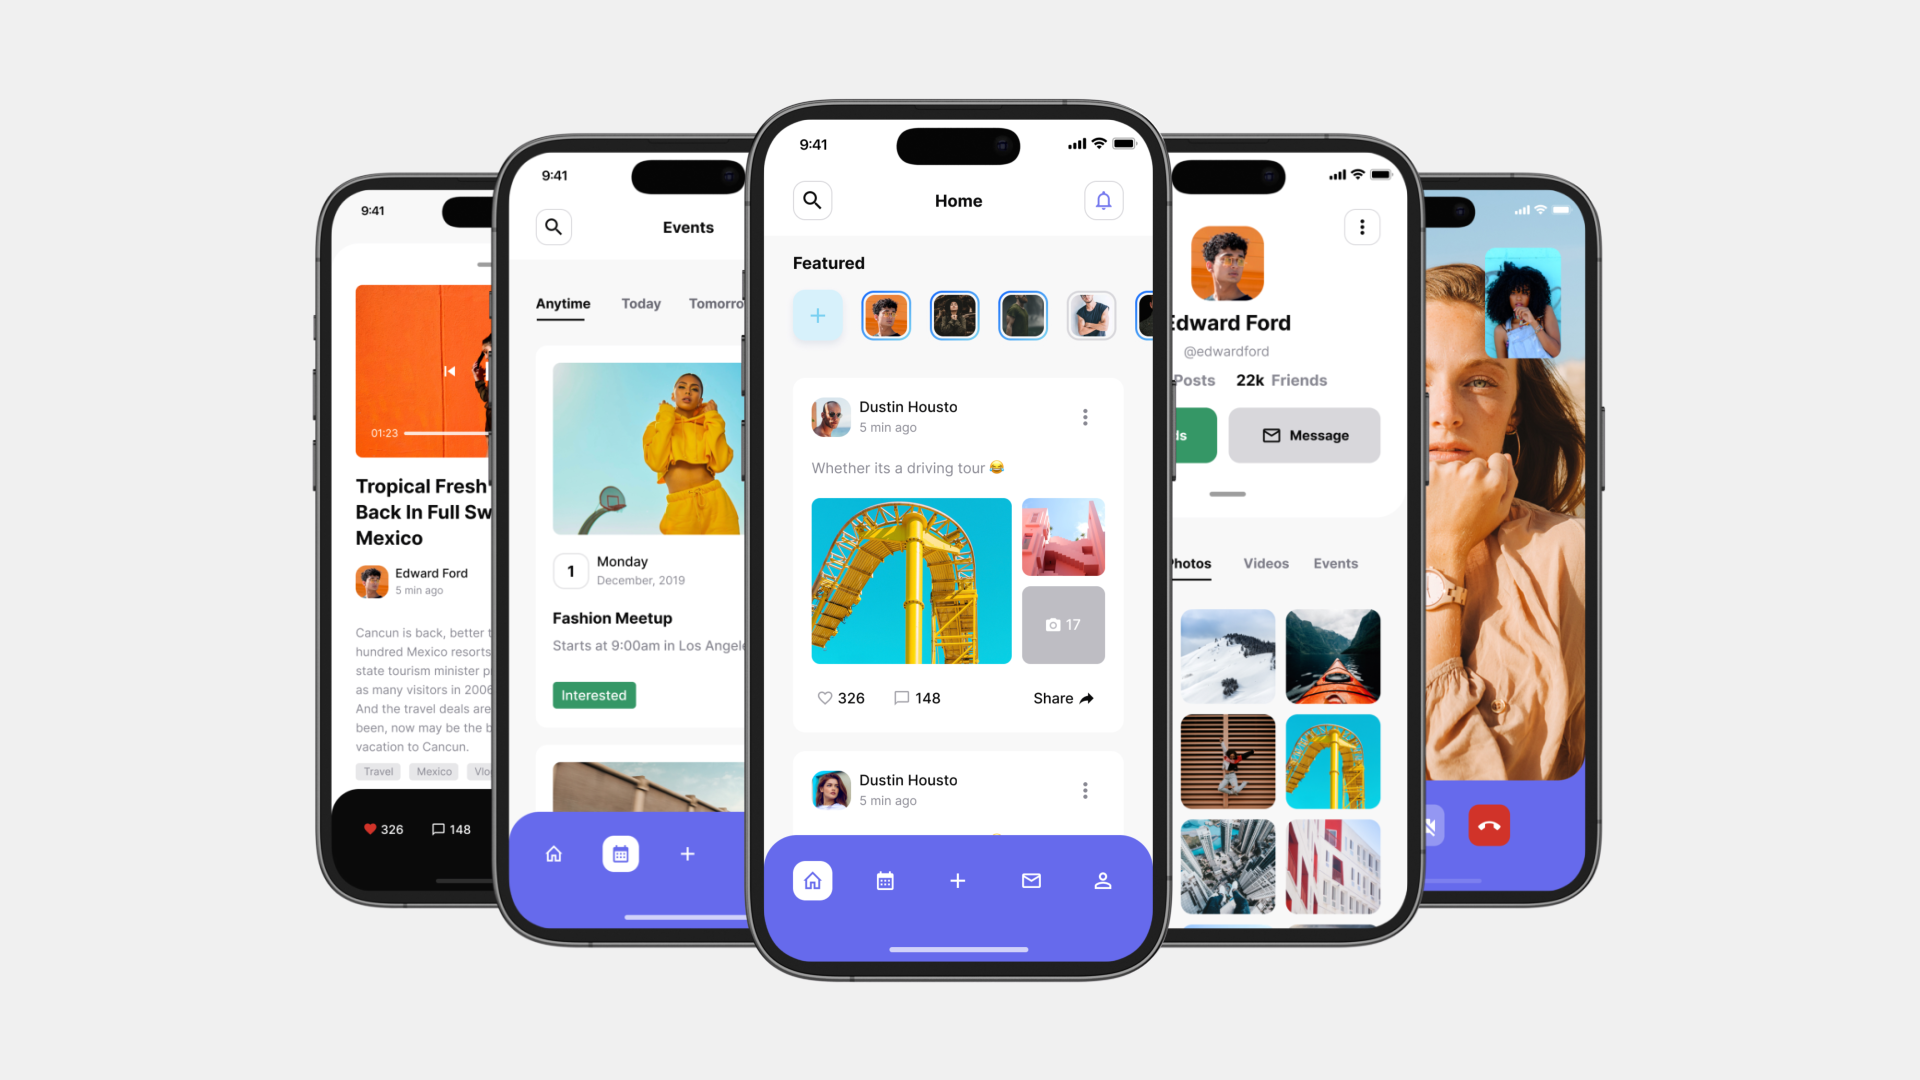 9:41
01:23
Tropical Fresh
Back In Full Sw
Mexico
Edward Ford
5 min ago
Cancun is back, better
hundred Mexico resorts
state tourism minister
as many visitors in 2006
And the travel deals are
been, now may be the
vacation to Cancun.
Travel Mexico Vlo
326 148
9:41
Events
Anytime Today Tomorro
1
Monday
December, 2019
Fashion Meetup
Starts at 9:00am in Los Angele
Interested
9:41
Home
Featured
Dustin Housto
5 min ago
Whether its a driving tour 😂
17
326 148 Share
Dustin Housto
5 min ago
Edward Ford
@edwardford
Posts 22k Friends
ds Message
Photos Videos Events